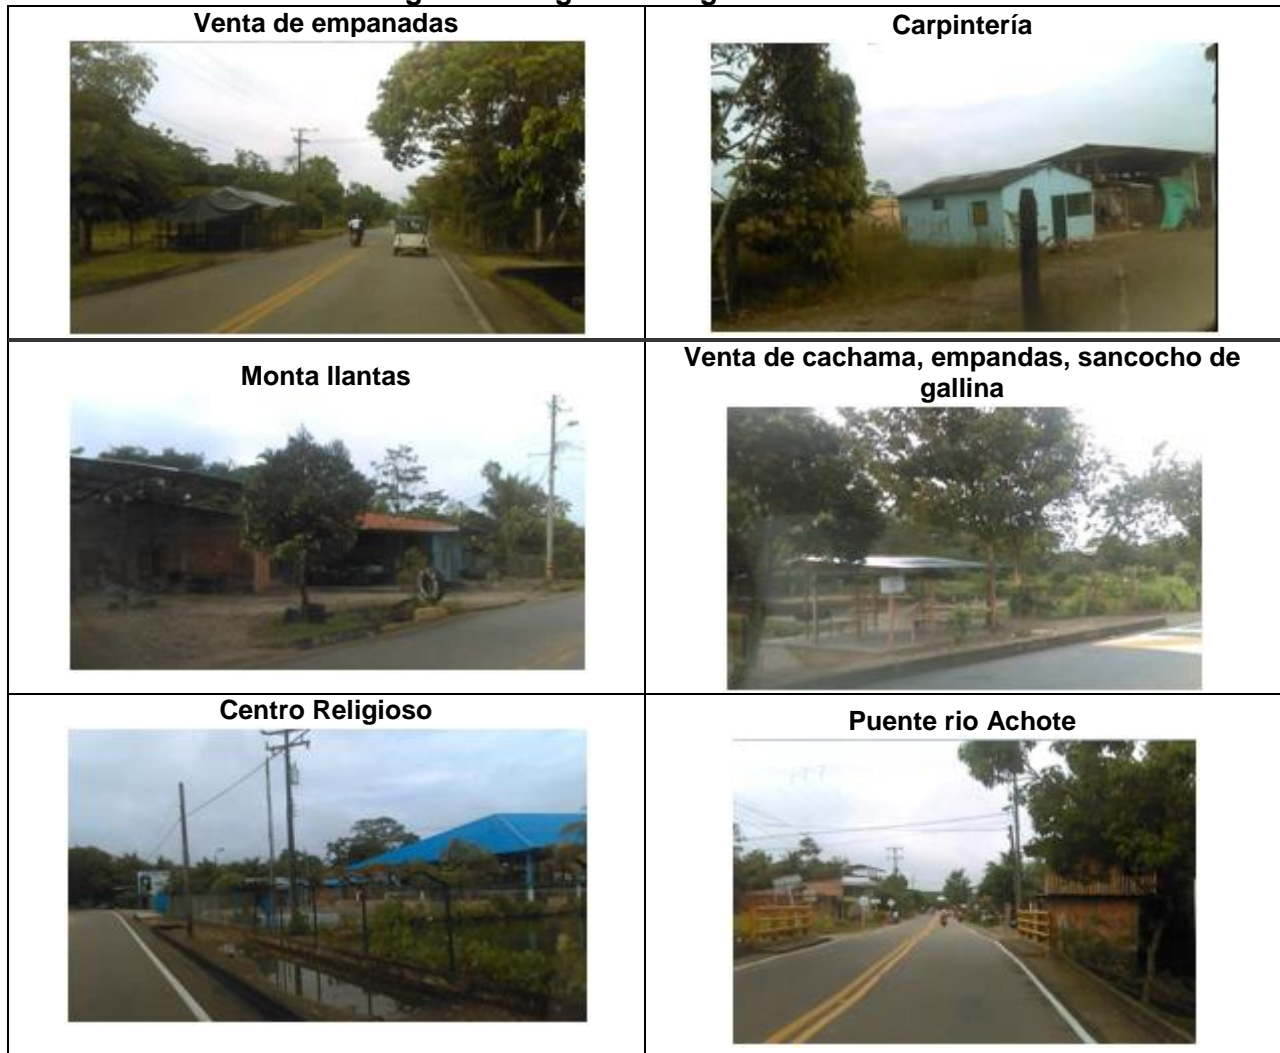 Venta de empanadas
Carpintería
Monta llantas
Venta de cachama, empandas, sancocho de
gallina
Centro Religioso
Puente rio Achote